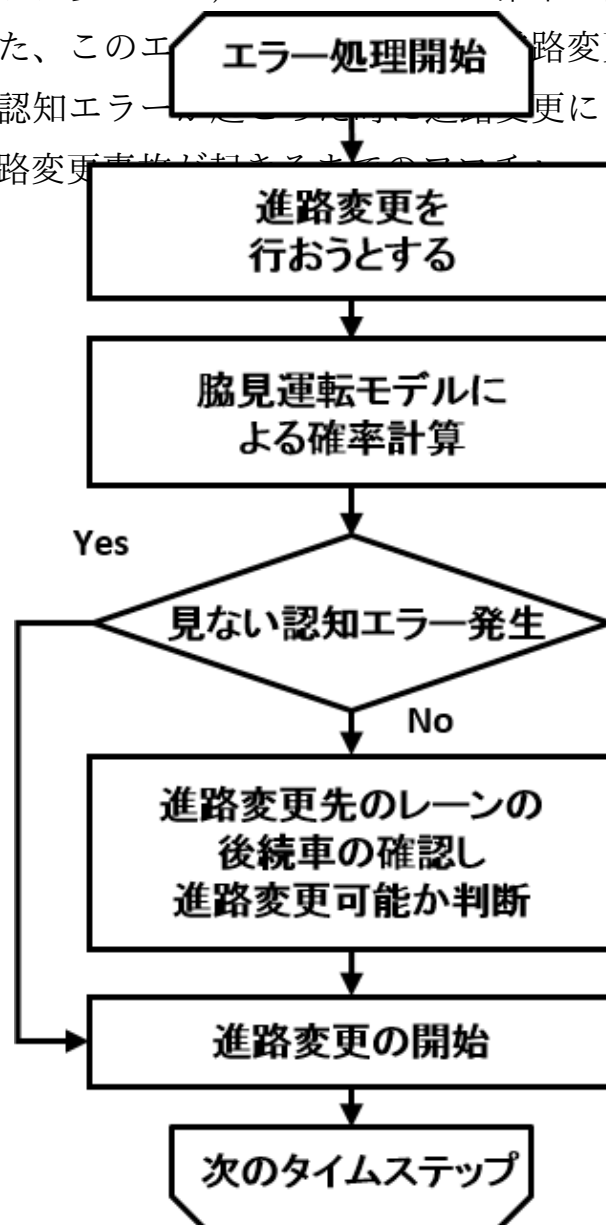 た、このエ
エラー処理開始
路変
認知エラー
路変更
進路変更を
行おうとする
脇見運転モデルに
よる確率計算
Yes
見ない認知エラー発生
No
進路変更先のレーンの
後続車の確認し
進路変更可能か判断
進路変更の開始
次のタイムステップ